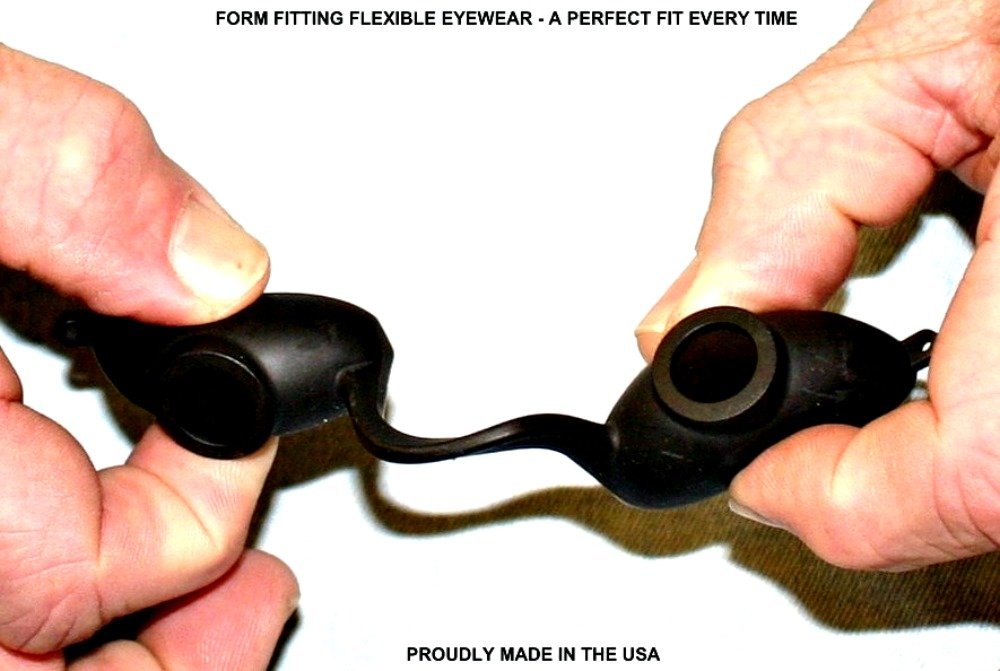 FORM FITTING FLEXIBLE EYEWEAR - A PERFECT FIT EVERY TIME
PROUDLY MADE IN THE USA